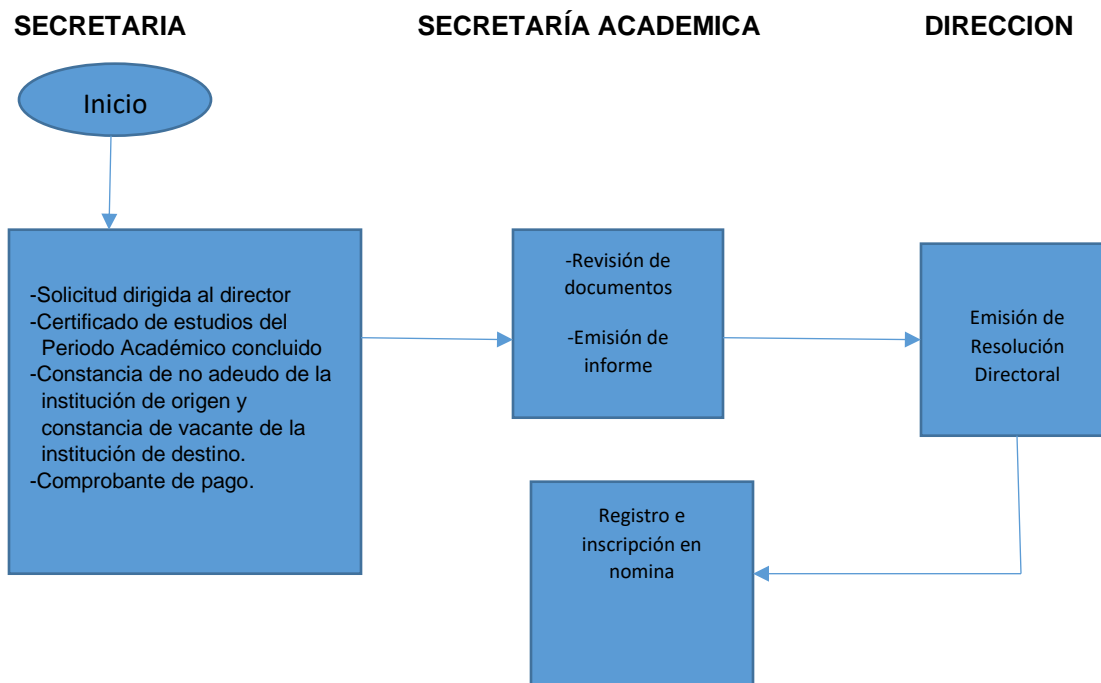 SECRETARIA
SECRETARÍA ACADEMICA
DIRECCION
Inicio
-Solicitud dirigida al director
-Certificado de estudios del
Periodo Académico concluido
-Constancia de no adeudo de la
institución de origen y
constancia de vacante de la
institución de destino.
-Comprobante de pago.
-Revisión de
documentos
-Emisión de
informe
Emisión de
Resolución
Directoral
Registro e
inscripción en
nomina